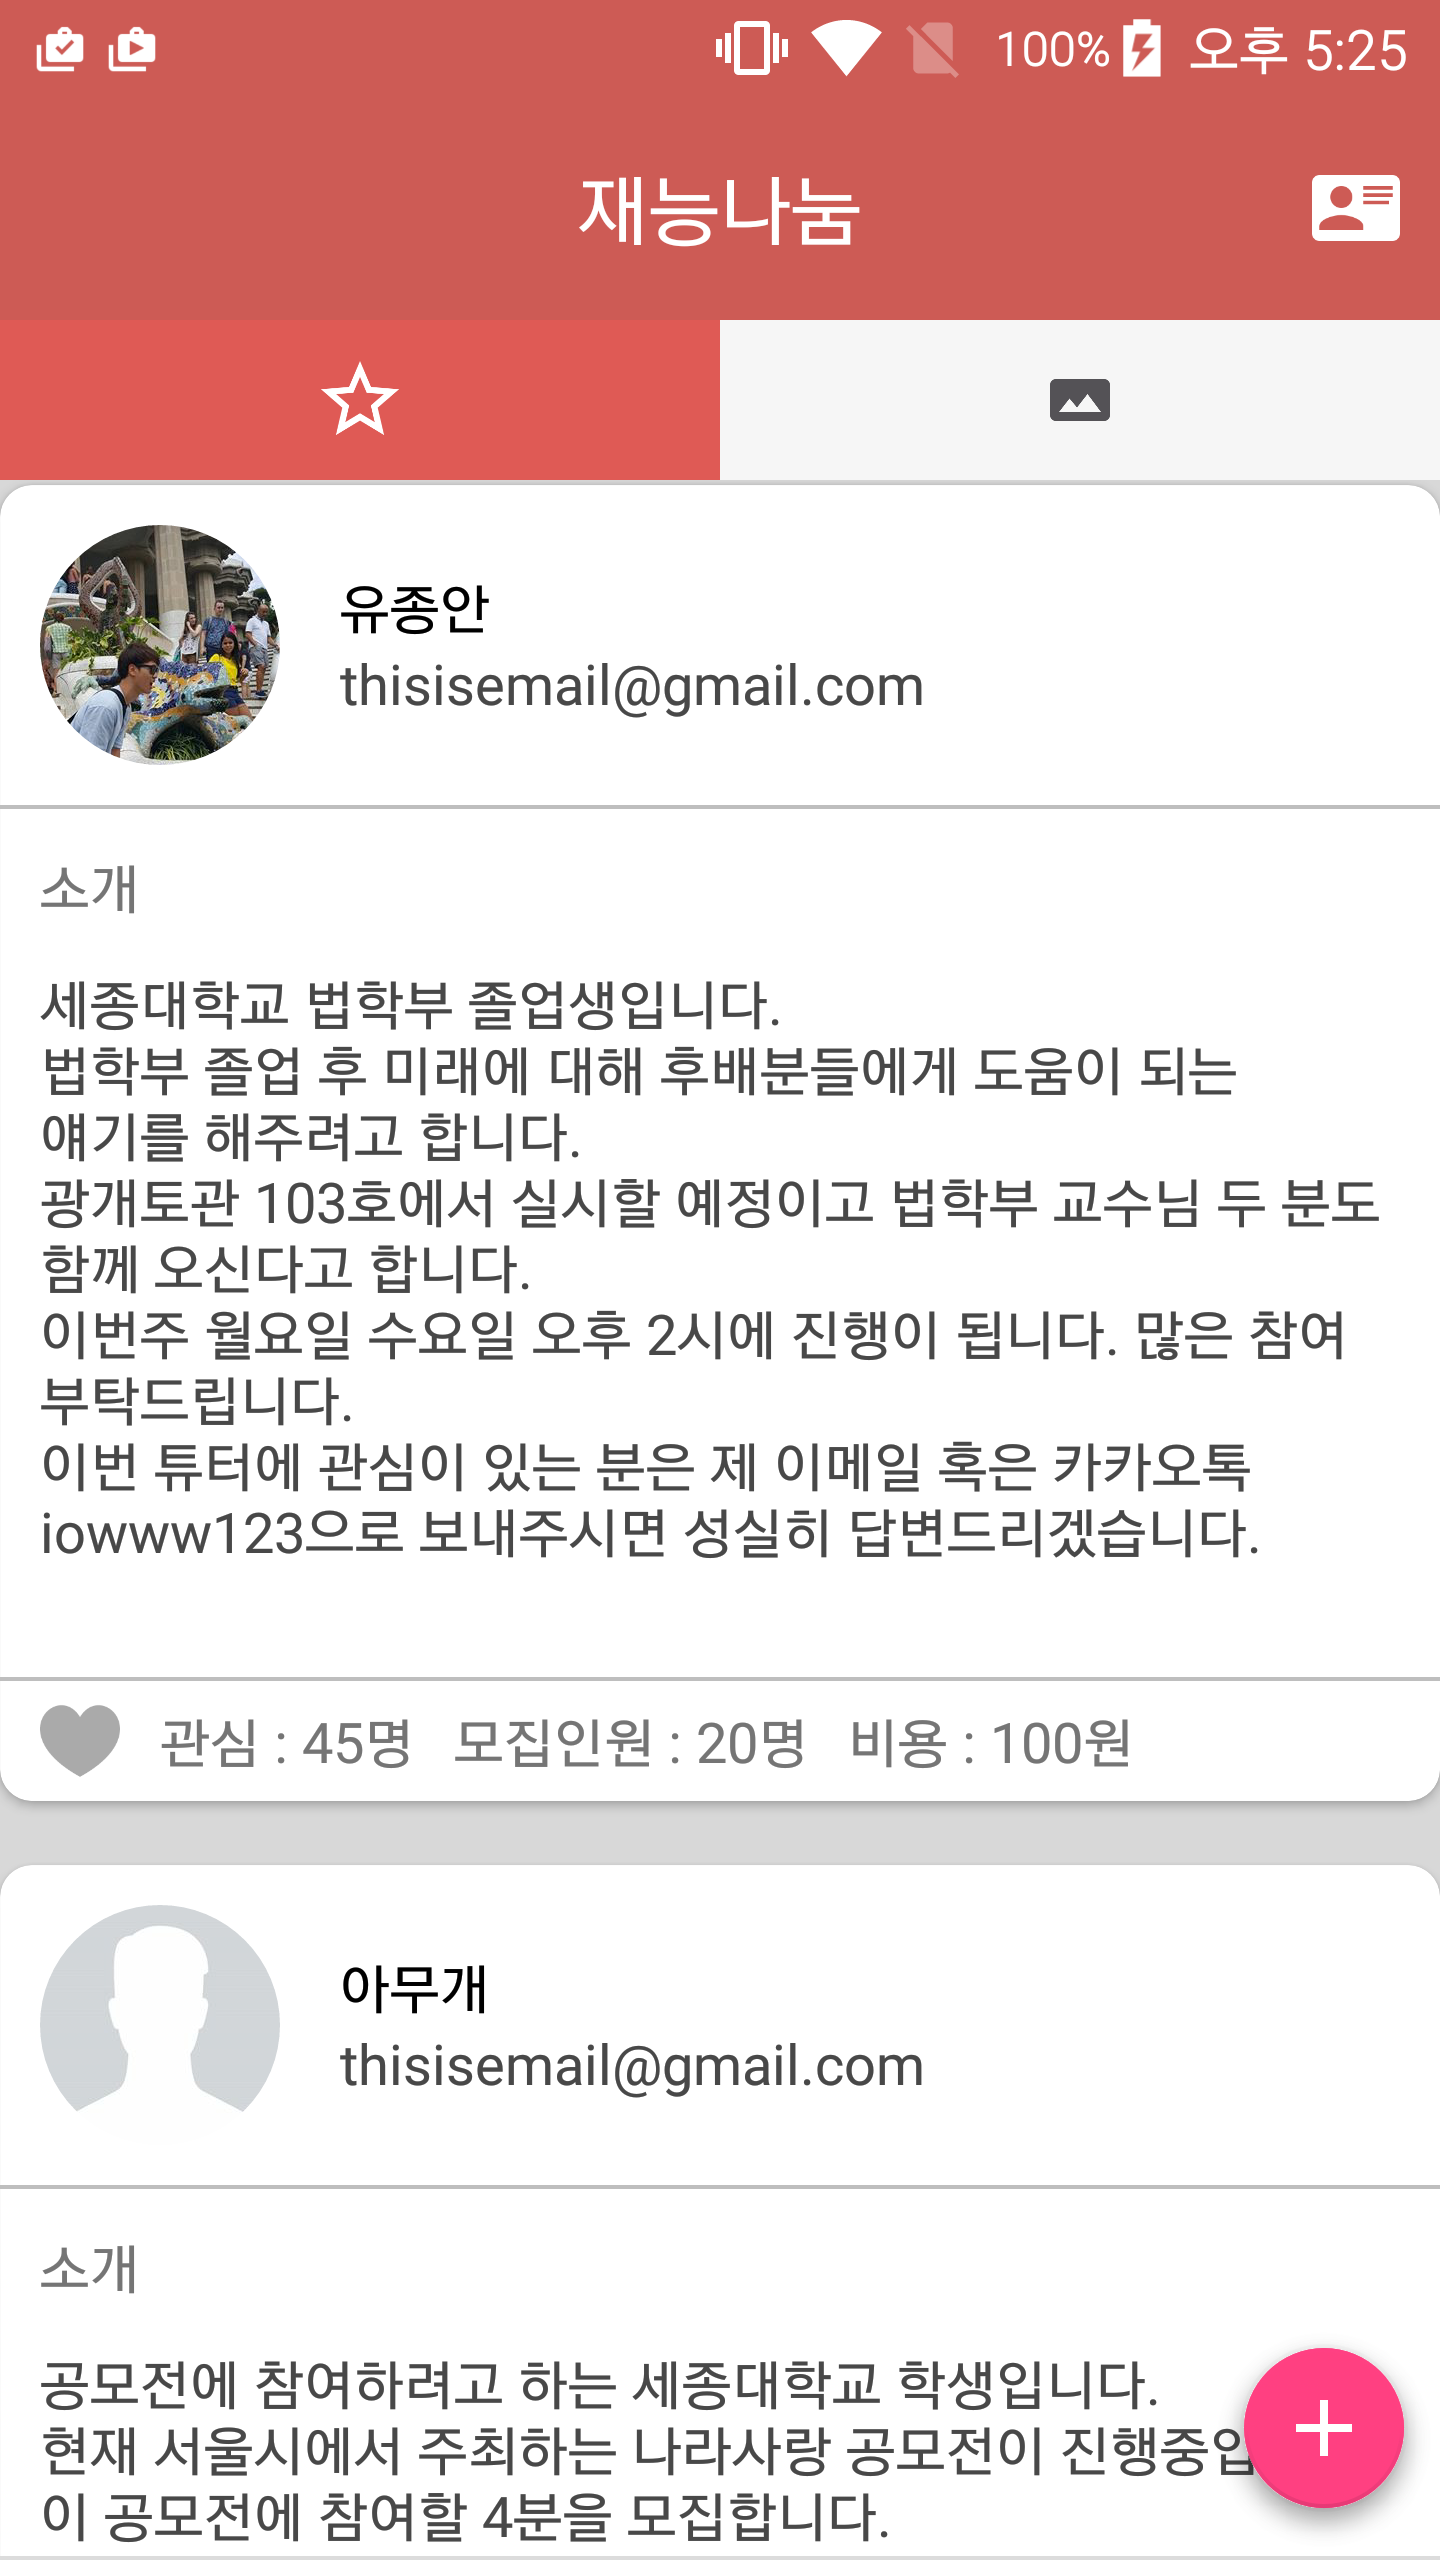 100% 오후 5:25
재능나눔
유종안
thisisemail@gmail.com
소개
세종대학교 법학부 졸업생입니다.
법학부 졸업 후 미래에 대해 후배분들에게 도움이 되는
얘기를 해주려고 합니다.
광개토관 103호에서 실시할 예정이고 법학부 교수님 두 분도
함께 오신다고 합니다.
이번주 월요일 수요일 오후 2시에 진행이 됩니다. 많은 참여
부탁드립니다.
이번 튜터에 관심이 있는 분은 제 이메일 혹은 카카오톡
iowww123으로 보내주시면 성실히 답변드리겠습니다.
관심 : 45명 모집인원 : 20명 비용 : 100원
아무개
thisisemail@gmail.com
소개
공모전에 참여하려고 하는 세종대학교 학생입니다.
현재 서울시에서 주최하는 나라사랑 공모전이 진행중입
이 공모전에 참여할 4분을 모집합니다.